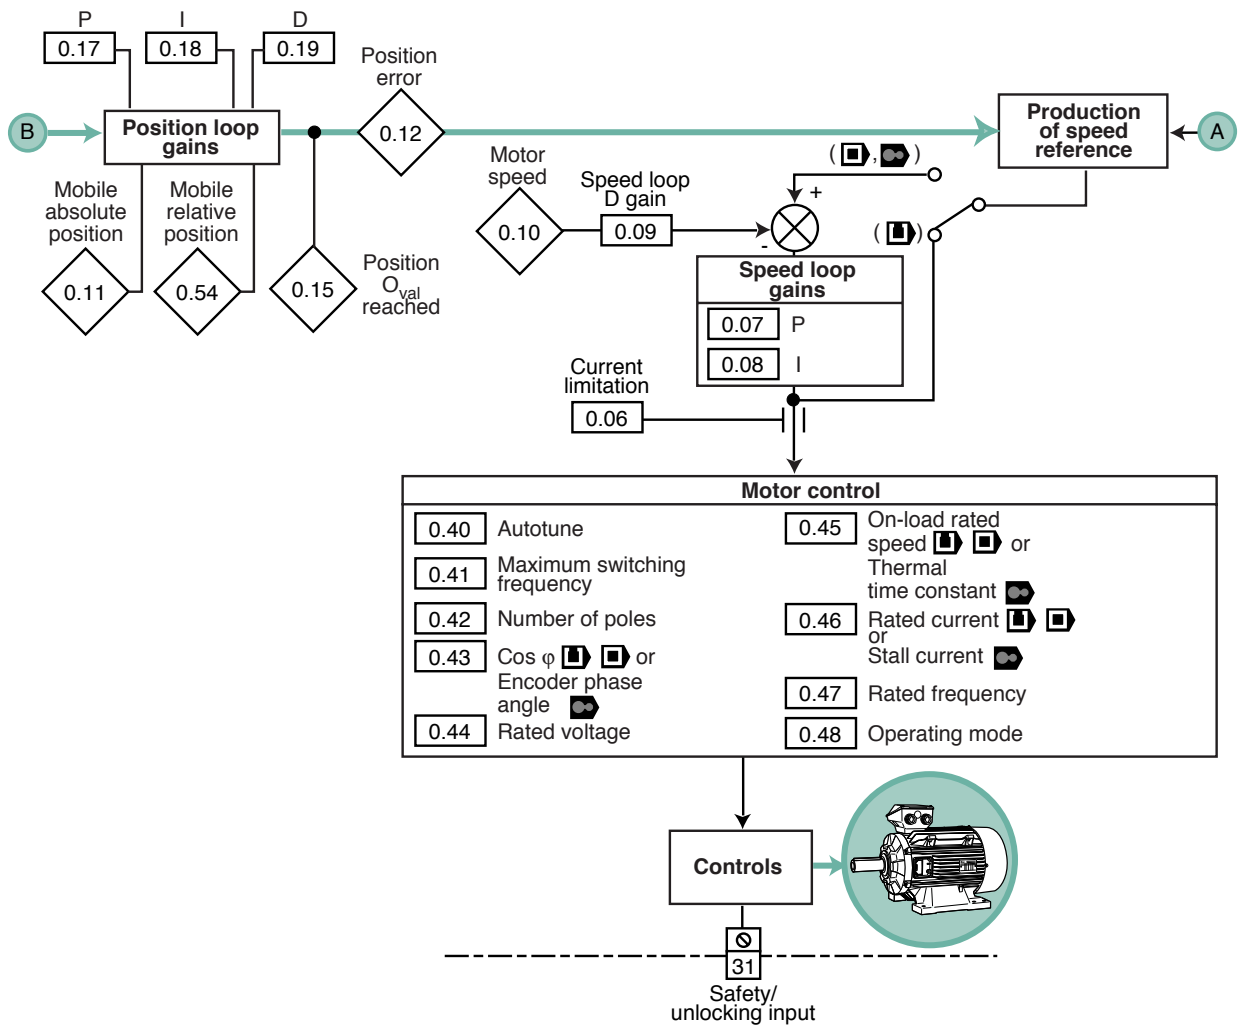 P
I
D
0.17
0.18
0.19
Position
error
B
Position loop
gains
0.12
Production
of speed
reference
A
Mobile
absolute
position
Mobile
relative
position
0.11
0.54
0.15
Position
Oval
reached
Motor
speed
0.10
Speed loop
D gain
0.09
( , )
+
-
( )
Speed loop
gains
0.07 P
0.08 I
Current
limitation
0.06
Motor control
0.40 Autotune
0.41 Maximum switching
frequency
0.42 Number of poles
0.43 Cos φ or
Encoder phase
angle
0.44 Rated voltage
0.45 On-load rated
speed or
Thermal
time constant
0.46 Rated current
or
Stall current
0.47 Rated frequency
0.48 Operating mode
Controls
31
Safety/
unlocking input